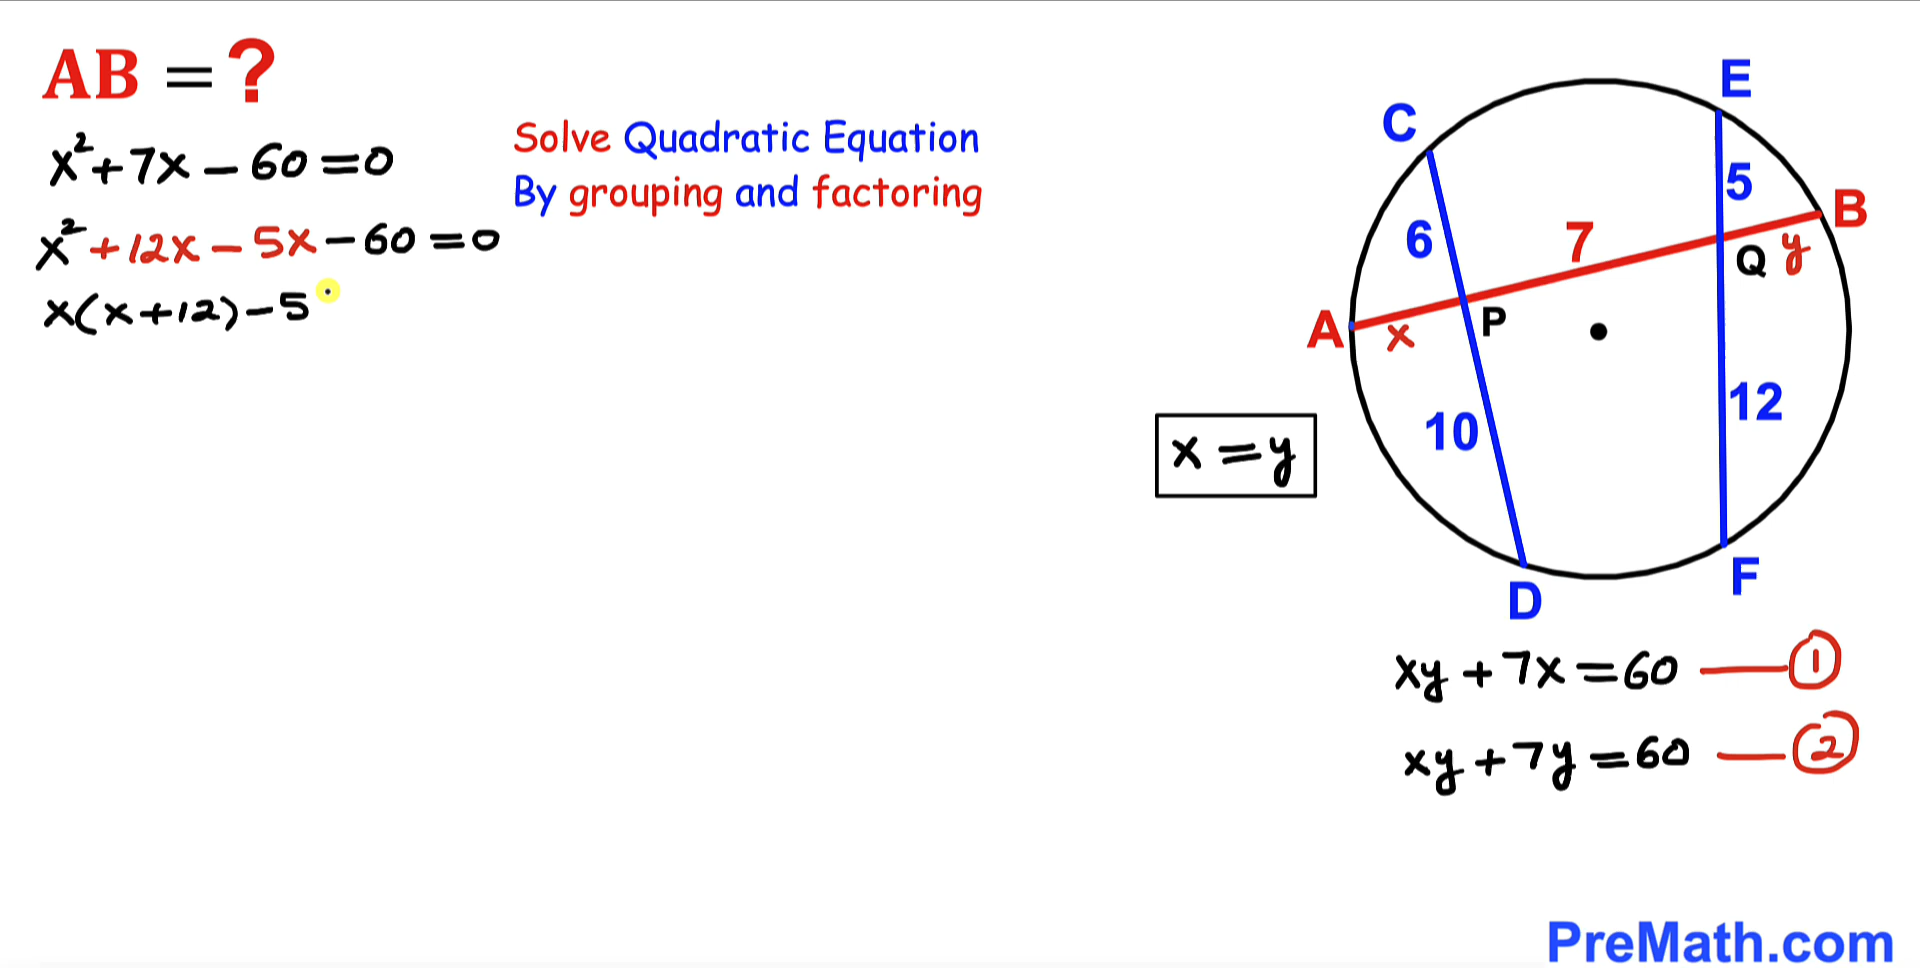 AB = ?
x²+7x-60=0
x²+12x-5x-60=0
x(x+12)-5
Solve Quadratic Equation
By grouping and factoring
C
E
5
B
6
7
Q
y
A
x
P
10
12
x=y
D
F
xy+7x=60 — 1
xy+7y=60 — 2
PreMath.com